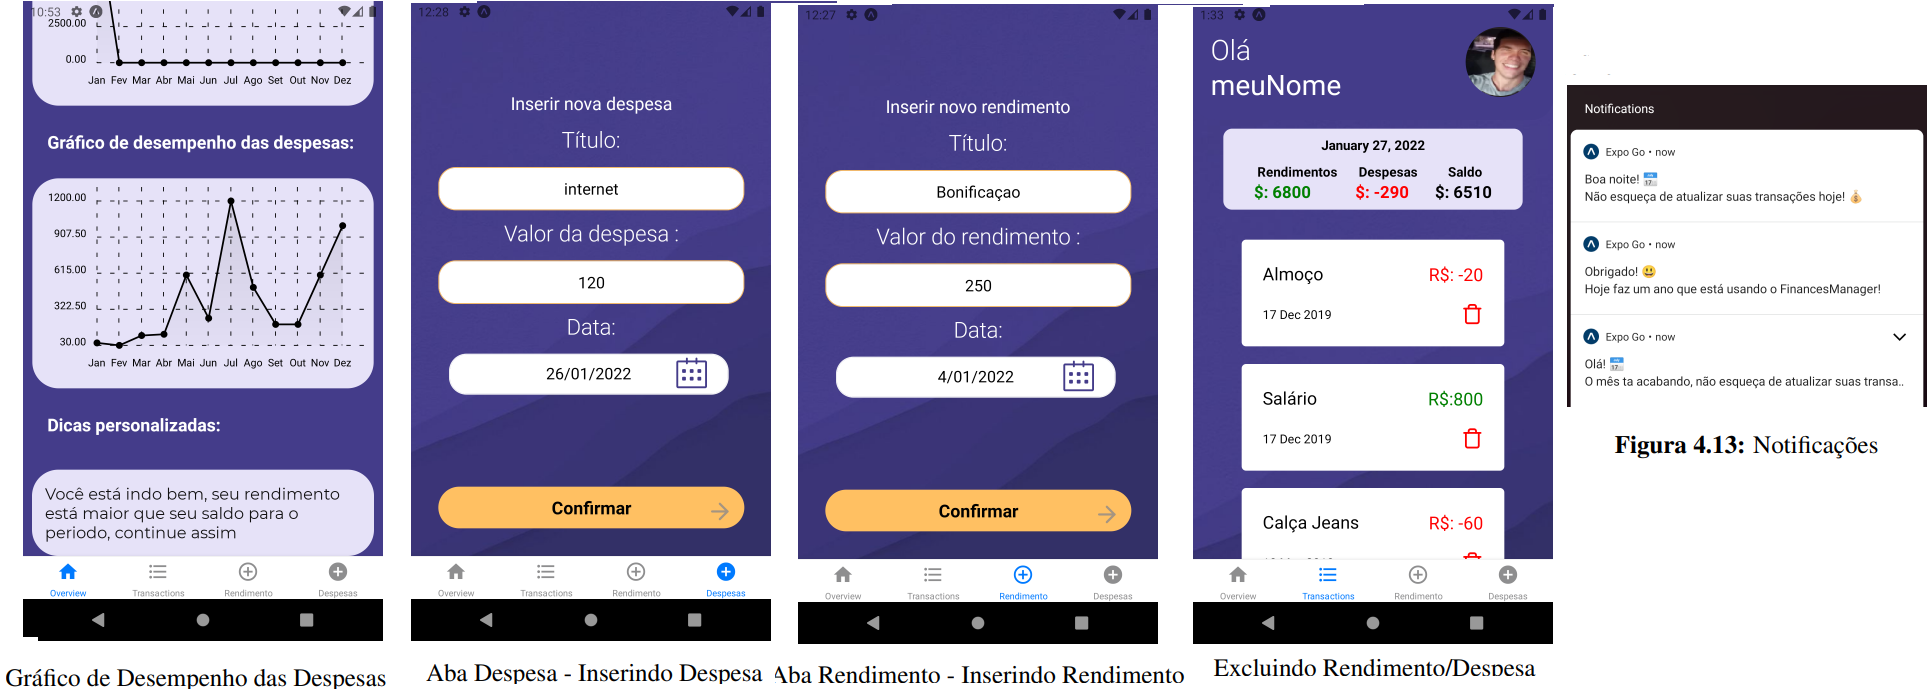 10:53
2500.00
0.00
Jan Fev Mar Abr Mai Jun Jul Ago Set Out Nov Dez
Gráfico de desempenho das despesas:
1200.00
907.50
615.00
322.50
30.00
Jan Fev Mar Abr Mai Jun Jul Ago Set Out Nov Dez
Dicas personalizadas:
Você está indo bem, seu rendimento
está maior que seu saldo para o
periodo, continue assim
Overview Transactions Rendimento Despesas
Gráfico de Desempenho das Despesas
12:28
Inserir nova despesa
Título:
internet
Valor da despesa :
120
Data:
26/01/2022
Confirmar
Overview Transactions Rendimento Despesas
Aba Despesa - Inserindo Despesa
12:27
Inserir novo rendimento
Título:
Bonificaçao
Valor do rendimento :
250
Data:
4/01/2022
Confirmar
Overview Transactions Rendimento Despesas
Aba Rendimento - Inserindo Rendimento
1:33
Olá
meuNome
January 27, 2022
Rendimentos Despesas Saldo
$: 6800 $: -290 $: 6510
Almoço R$: -20
17 Dec 2019
Salário R$:800
17 Dec 2019
Calça Jeans R$: -60
Overview Transactions Rendimento Despesas
Excluindo Rendimento/Despesa
Notifications
Expo Go • now
Boa noite! 📅
Não esqueça de atualizar suas transações hoje! 💰
Expo Go • now
Obrigado! 😃
Hoje faz um ano que está usando o FinancesManager!
Expo Go • now
Olá! 📅
O mês ta acabando, não esqueça de atualizar suas transa..
Figura 4.13: Notificações